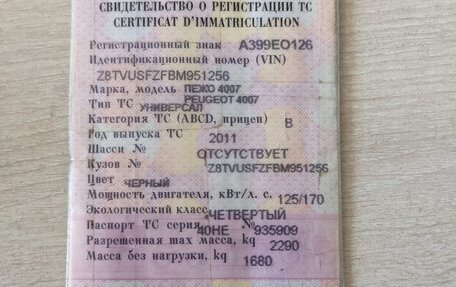 СВИДЕТЕЛЬСТВО О РЕГИСТРАЦИИ ТС
CERTIFICAT D'IMMATRICULATION
Регистрационный знак А399ЕО126
Идентификационный номер (VIN)
Z8TVUSFZFBM951256
Марка, модель ПЕЖО 4007
PEUGEOT 4007
Тип ТС УНИВЕРСАЛ
Категория ТС (ABCD, прицеп) В
Год выпуска ТС 2011
Шасси № ОТСУТСТВУЕТ
Кузов № Z8TVUSFZFBM951256
Цвет ЧЕРНЫЙ
Мощность двигателя, кВт/л. с. 125/170
Экологический класс ЧЕТВЕРТЫЙ
Паспорт ТС серия 40НЕ № 935909
Разрешенная max масса, kg 2290
Масса без нагрузки, kg 1680